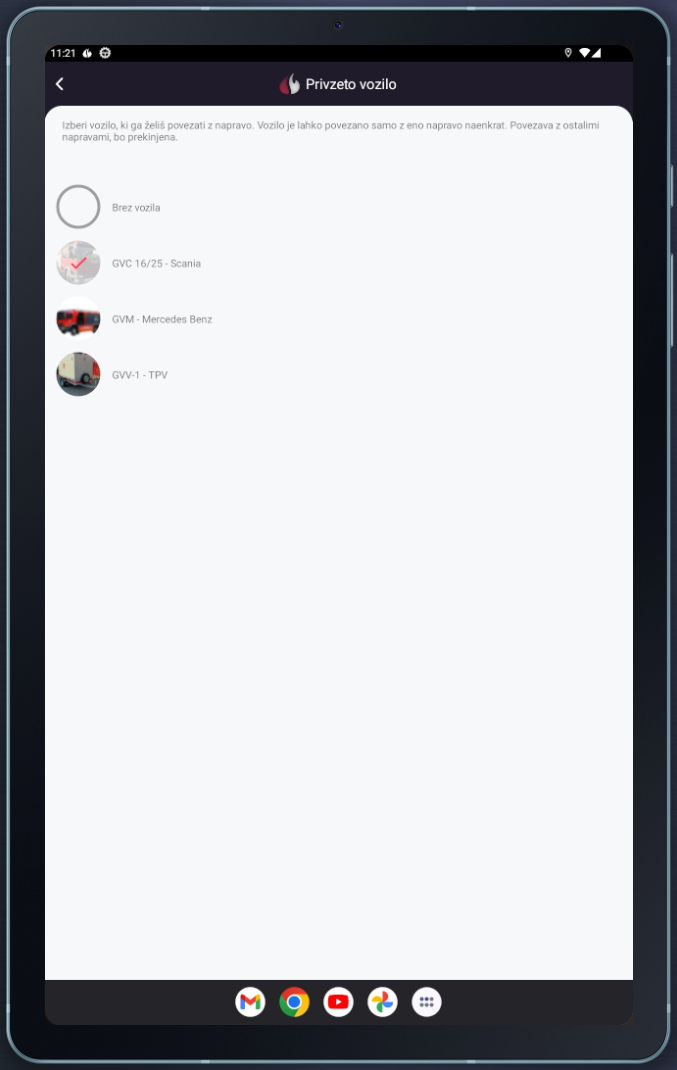 11:21
Privzeto vozilo
Izberi vozilo, ki ga želiš povezati z napravo. Vozilo je lahko povezano samo z eno napravo naenkrat. Povezava z ostalimi
napravami, bo prekinjena.
Brez vozila
GVC 16/25 - Scania
GVM - Mercedes Benz
GVV-1 - TPV